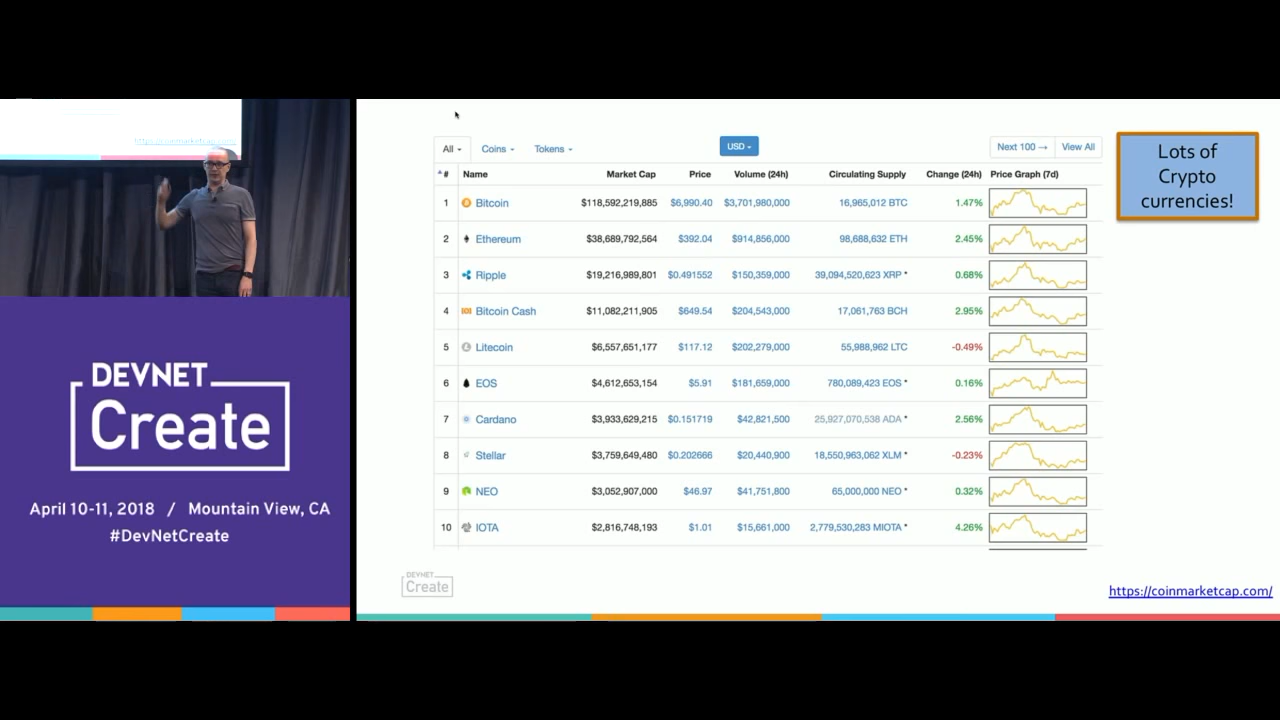 https://coinmarketcap.com/
DEVNET
Create
April 10-11, 2018 / Mountain View, CA
#DevNetCreate
All Coins Tokens USD Next 100 → View All
# Name Market Cap Price Volume (24h) Circulating Supply Change (24h) Price Graph (7d)
1 Bitcoin $118,592,219,885 $6,990.40 $3,701,980,000 16,965,012 BTC 1.47%
2 Ethereum $38,689,792,564 $392.04 $914,856,000 98,688,632 ETH 2.45%
3 Ripple $19,216,989,801 $0.491552 $150,359,000 39,094,520,623 XRP * 0.68%
4 Bitcoin Cash $11,082,211,905 $649.54 $204,543,000 17,061,763 BCH 2.95%
5 Litecoin $6,557,651,177 $117.12 $202,279,000 55,988,962 LTC -0.49%
6 EOS $4,612,653,154 $5.91 $181,659,000 780,089,423 EOS * 0.16%
7 Cardano $3,933,629,215 $0.151719 $42,821,500 25,927,070,538 ADA * 2.56%
8 Stellar $3,759,649,480 $0.202666 $20,440,900 18,550,963,062 XLM * -0.23%
9 NEO $3,052,907,000 $46.97 $41,751,800 65,000,000 NEO * 0.32%
10 IOTA $2,816,748,193 $1.01 $15,661,000 2,779,530,283 MIOTA * 4.26%
Lots of
Crypto
currencies!
DEVNET
Create
https://coinmarketcap.com/